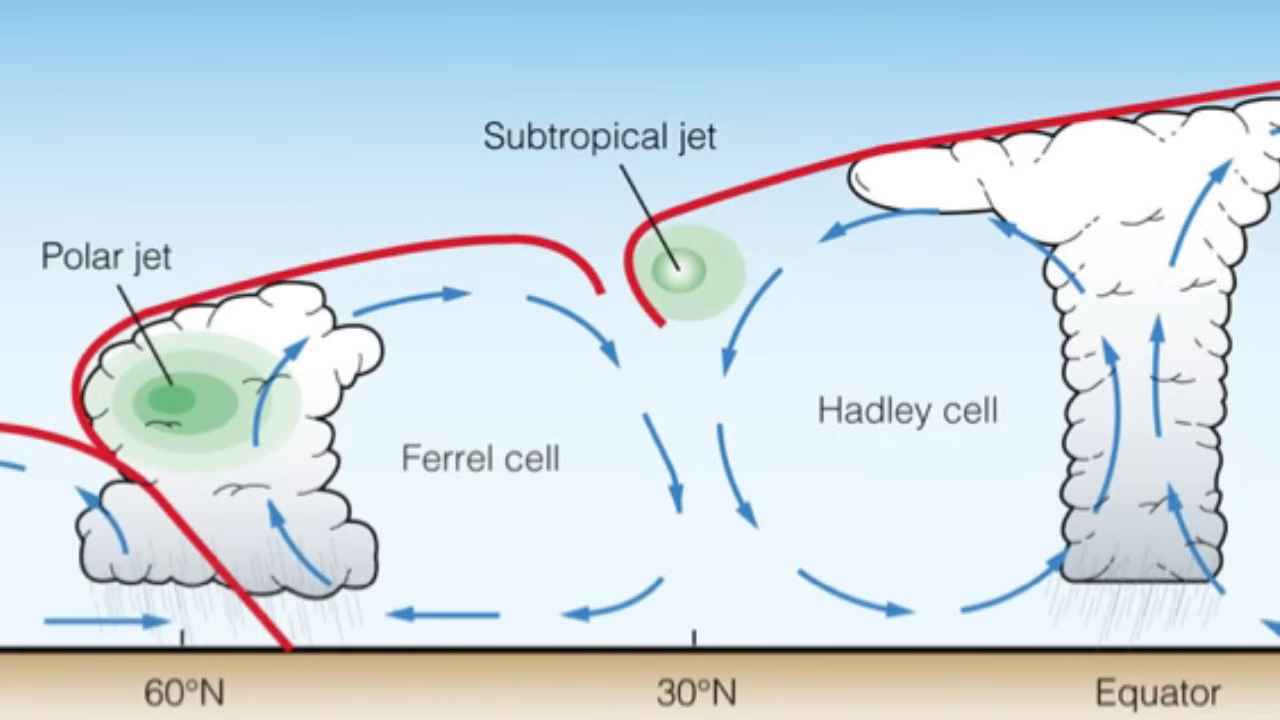 Subtropical jet
Polar jet
Hadley cell
Ferrel cell
60°N
30°N
Equator